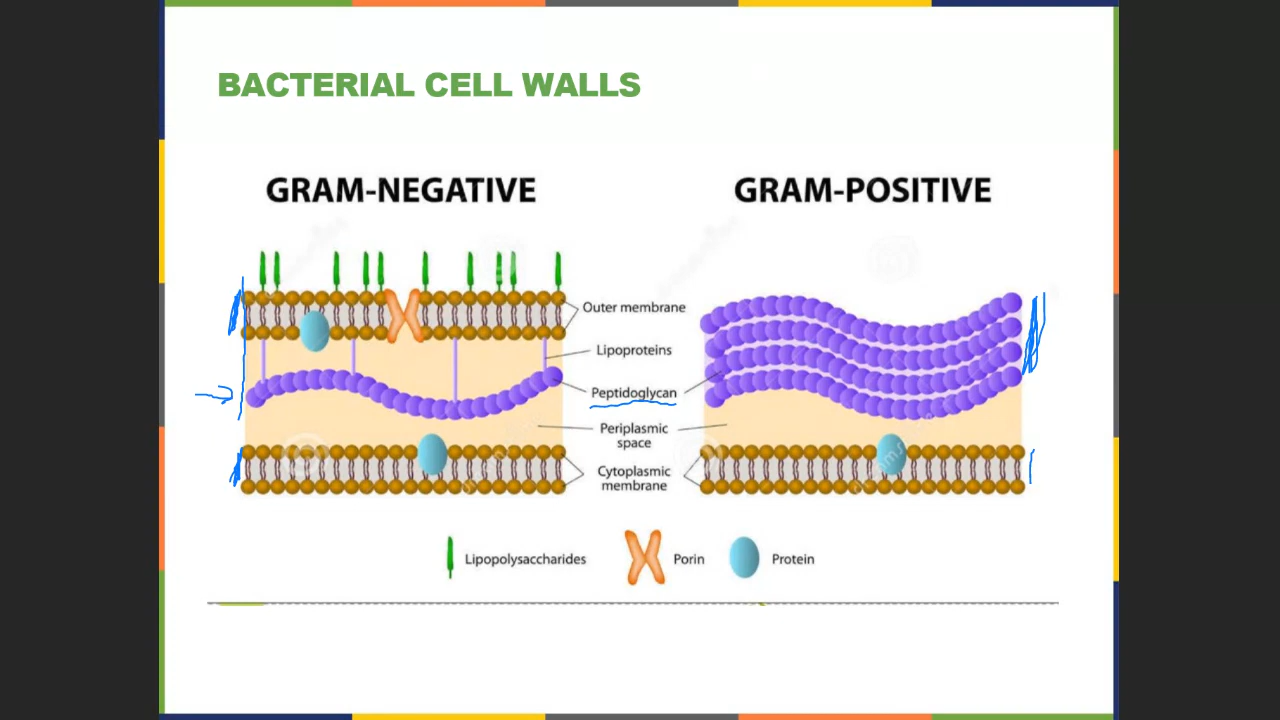 BACTERIAL CELL WALLS
GRAM-NEGATIVE
GRAM-POSITIVE
Outer membrane
Lipoproteins
Peptidoglycan
Periplasmic
space
Cytoplasmic
membrane
Lipopolysaccharides
Porin
Protein